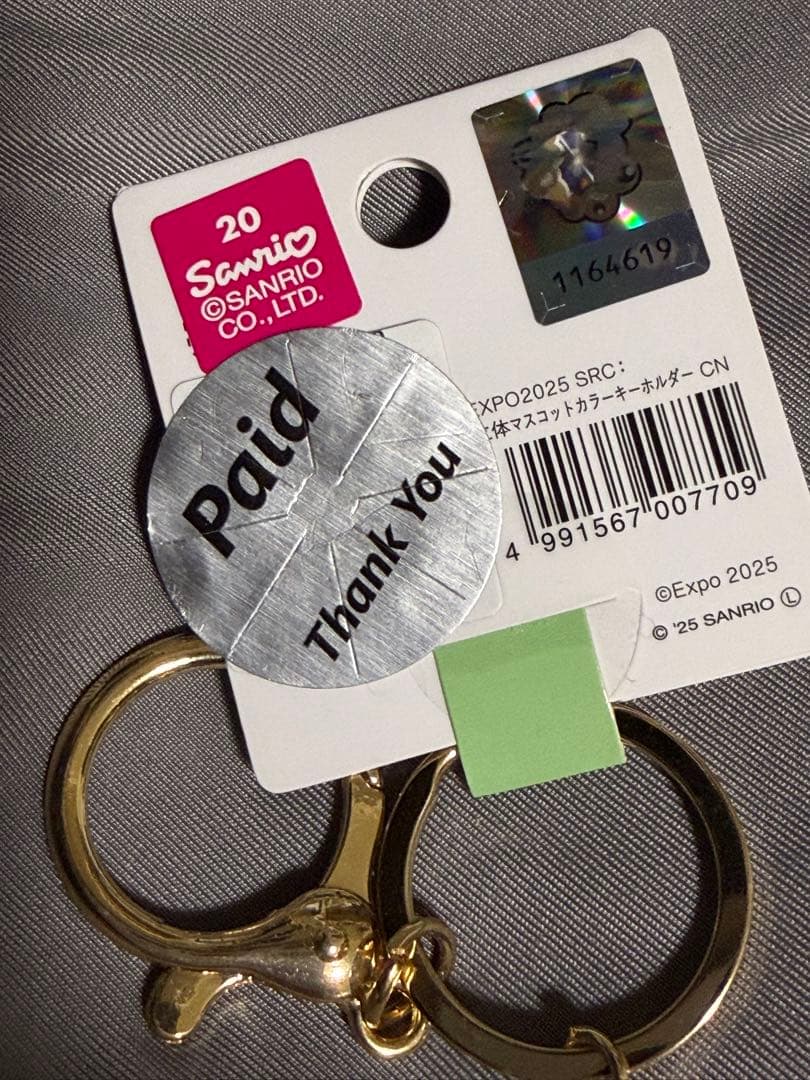 20
Sanrio
©SANRIO
CO.,LTD.
1164619
EXPO2025 SRC:
体マスコットカラーキーホルダー CN
4 991567 007709
©Expo 2025
© '25 SANRIO Ⓛ
Paid
Thank You